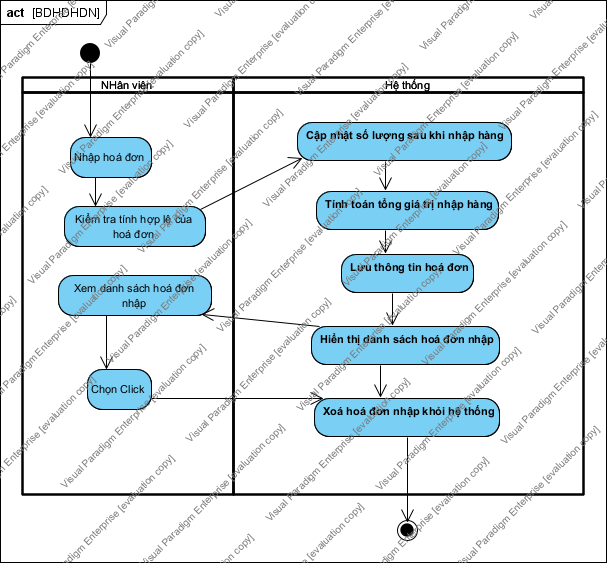 act [BDHDHDN]
NHân viên
Hệ thống
Nhập hoá đơn
Kiểm tra tính hợp lệ của
hoá đơn
Xem danh sách hoá đơn
nhập
Chọn Click
Cập nhật số lượng sau khi nhập hàng
Tính toán tổng giá trị nhập hàng
Lưu thông tin hoá đơn
Hiển thị danh sách hoá đơn nhập
Xoá hoá đơn nhập khỏi hệ thống
Visual Paradigm Enterprise [evaluation copy]